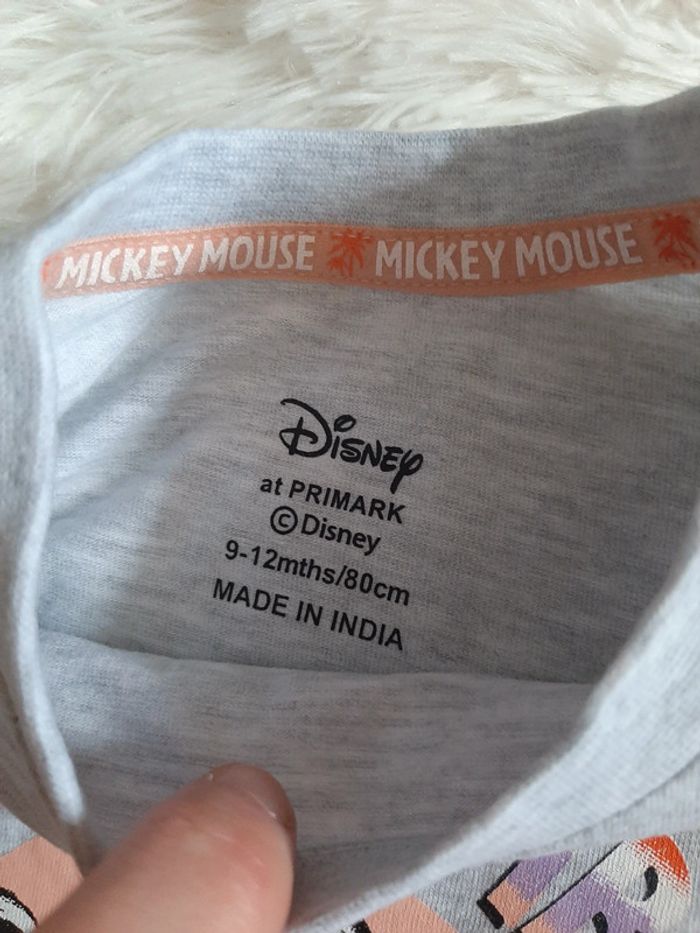 MICKEY MOUSE MICKEY MOUSE
Disney
at PRIMARK
©Disney
9-12mths/80cm
MADE IN INDIA